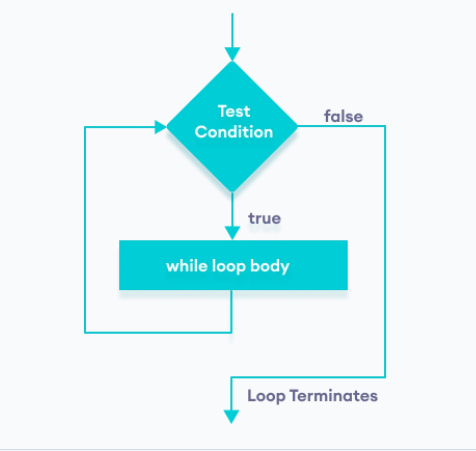 Test
Condition
false
true
while loop body
Loop Terminates